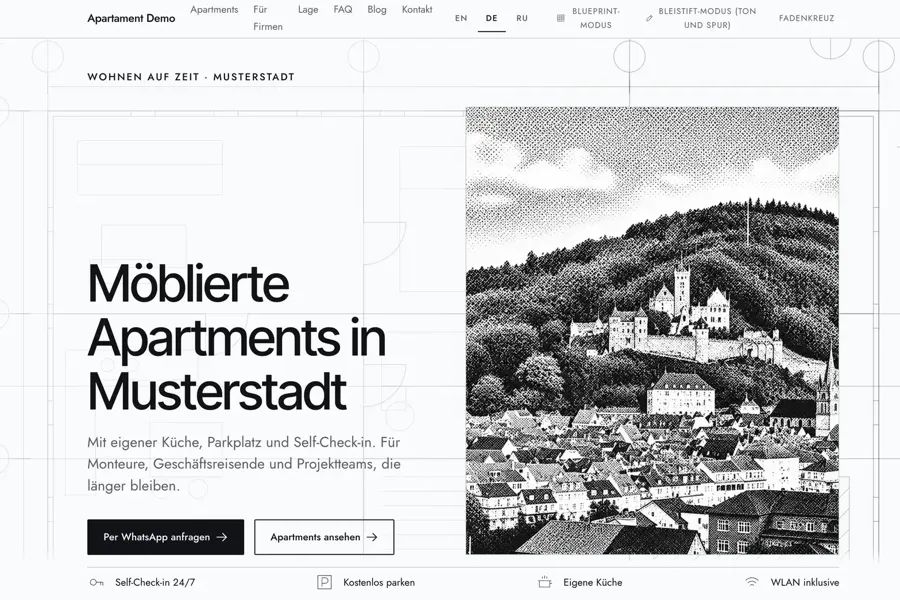 Apartament Demo
Apartments
Für
Firmen
Lage
FAQ
Blog
Kontakt
EN
DE
RU
BLUEPRINT-
MODUS
BLEISTIFT-MODUS (TON
UND SPUR)
FADENKREUZ
WOHNEN AUF ZEIT · MUSTERSTADT
Möblierte
Apartments in
Musterstadt
Mit eigener Küche, Parkplatz und Self-Check-in. Für
Monteure, Geschäftsreisende und Projektteams, die
länger bleiben.
Per WhatsApp anfragen →
Apartments ansehen →
Self-Check-in 24/7
P
Kostenlos parken
Eigene Küche
WLAN inklusive